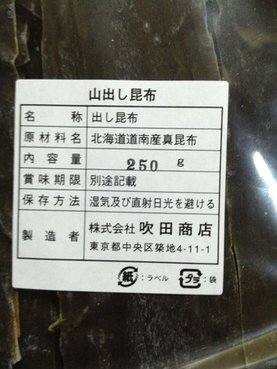 山出し昆布
名 称 出し昆布
原材料名 北海道道南産真昆布
内容量 250 g
賞味期限 別途記載
保存方法 湿気及び直射日光を避ける
製造者 株式会社 吹田商店
東京都中央区築地4-11-1
紙 : ラベル プラ : 袋